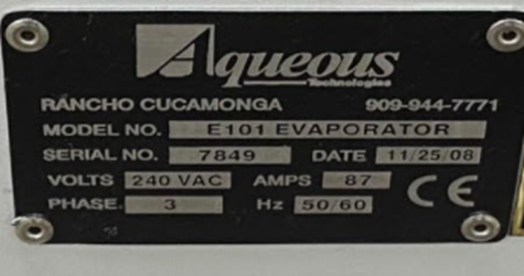 Aqueous
Technologies
RANCHO CUCAMONGA 909-944-7771
MODEL NO. E101 EVAPORATOR
SERIAL NO. 7849 DATE 11/25/08
VOLTS 240 VAC AMPS 87
PHASE 3 Hz 50/60 CE